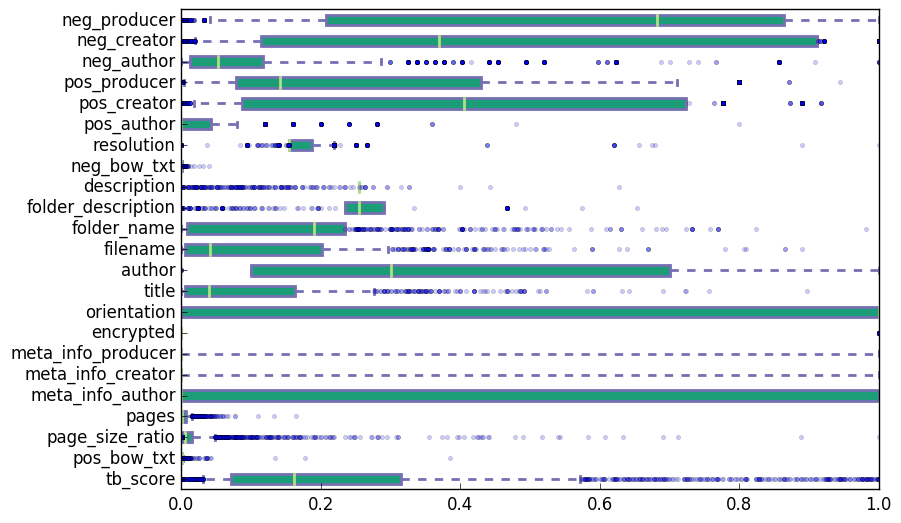 neg_producer
neg_creator
neg_author
pos_producer
pos_creator
pos_author
resolution
neg_bow_txt
description
folder_description
folder_name
filename
author
title
orientation
encrypted
meta_info_producer
meta_info_creator
meta_info_author
pages
page_size_ratio
pos_bow_txt
tb_score
0.0 0.2 0.4 0.6 0.8 1.0